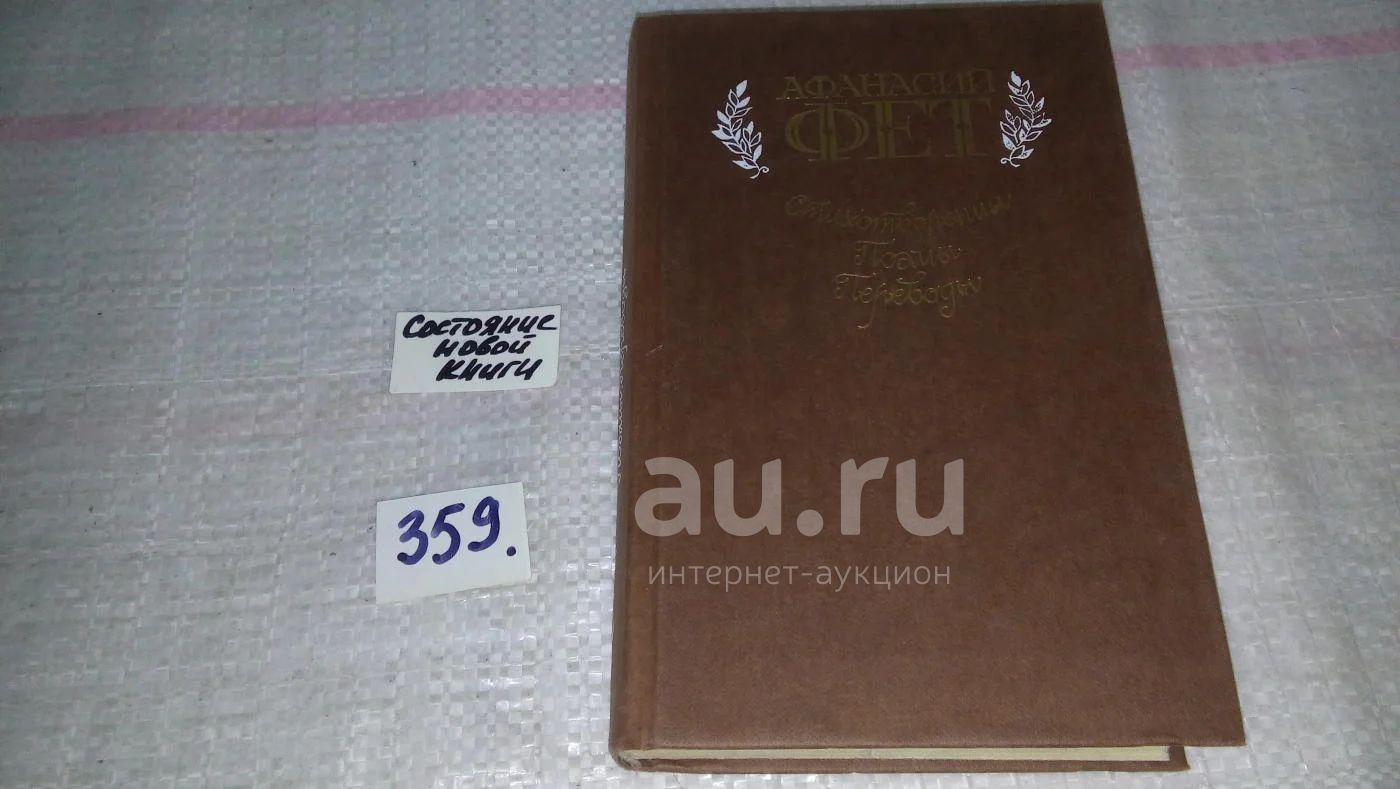 АФАНАСИЙ
ФЕТ
Стихотворения
Поэмы
Переводы
Состояние
новой
книги
359.
au.ru
интернет-аукцион